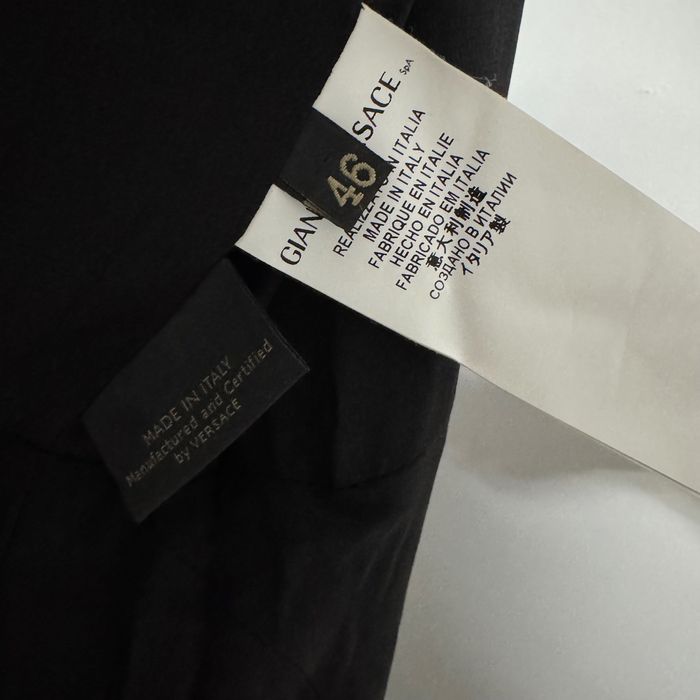 GIAN SACE SpA
46
REALIZZATO IN ITALIA
MADE IN ITALY
FABRIQUE EN ITALIE
HECHO EN ITALIA
FABRICADO EM ITALIA
意大利制造
СОЗДАНО В ИТАЛИИ
イタリア製
MADE IN ITALY
Manufactured and Certified
by VERSACE